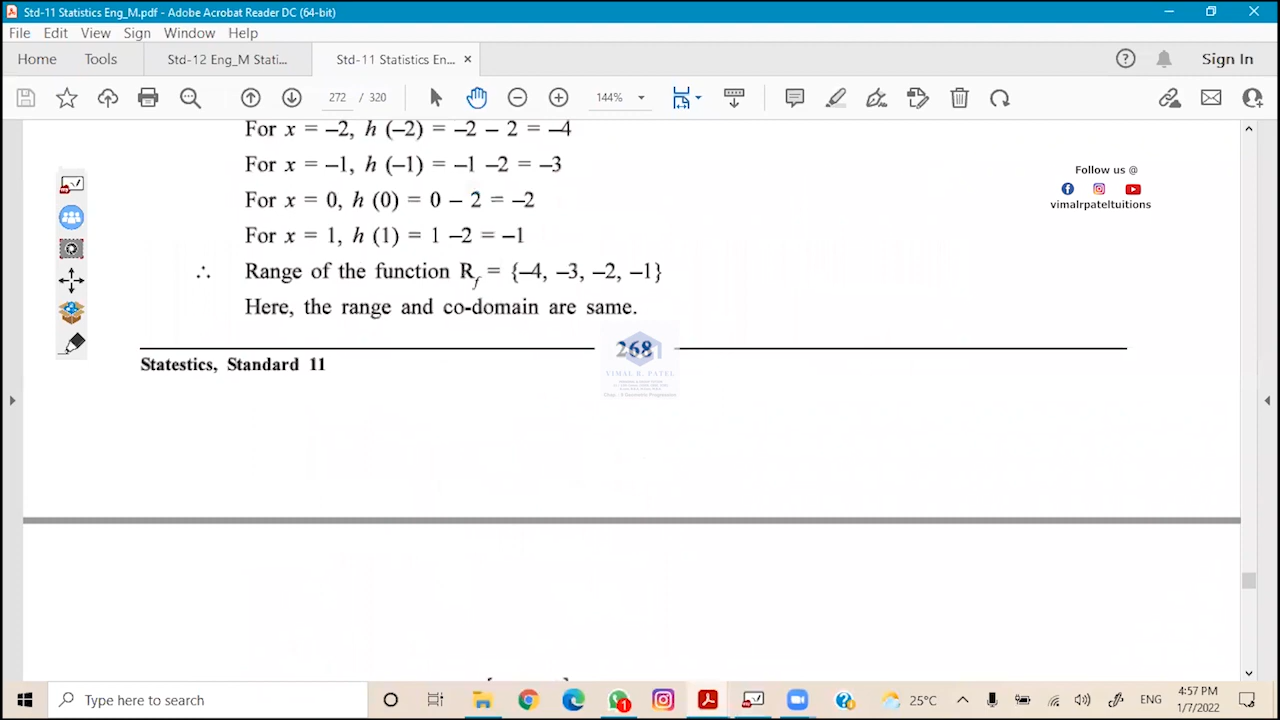 Std-11 Statistics Eng_M.pdf - Adobe Acrobat Reader DC (64-bit)
File Edit View Sign Window Help
Home Tools Std-12 Eng_M Stati... Std-11 Statistics En... × Sign In
272 / 320 144%
For x = –2, h (–2) = –2 – 2 = –4
For x = –1, h (–1) = –1 –2 = –3
For x = 0, h (0) = 0 – 2 = –2
For x = 1, h (1) = 1 –2 = –1
∴ Range of the function Rf = {–4, –3, –2, –1}
Here, the range and co-domain are same.
Follow us @
vimalrpateltuitions
268
VIMAL R. PATEL
Statestics, Standard 11
Type here to search
1
25°C
ENG
4:57 PM
1/7/2022